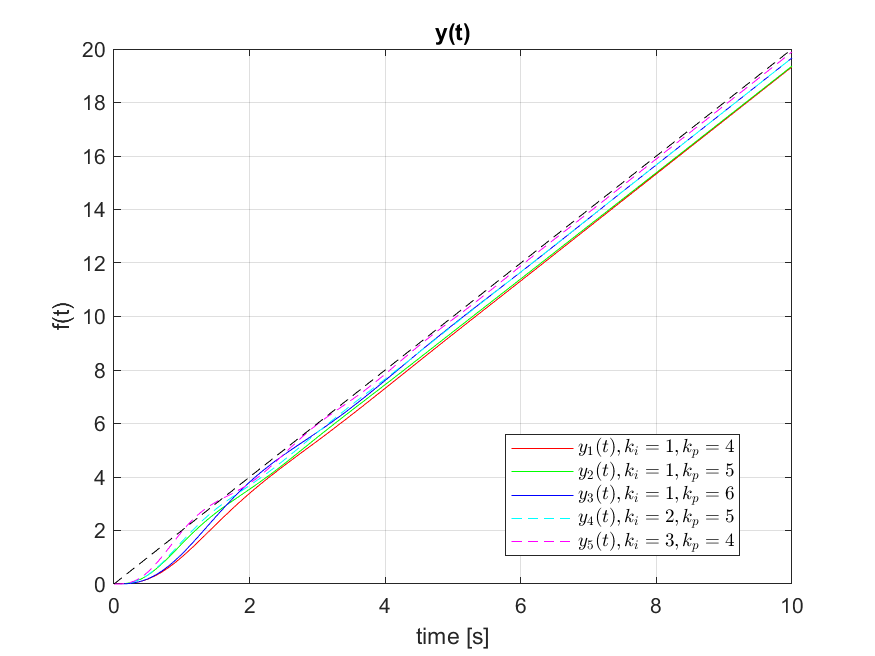 y(t)
20
18
16
14
12
10
8
6
4
2
0
f(t)
y₁(t), kᵢ = 1, kₚ = 4
y₂(t), kᵢ = 1, kₚ = 5
y₃(t), kᵢ = 1, kₚ = 6
y₄(t), kᵢ = 2, kₚ = 5
y₅(t), kᵢ = 3, kₚ = 4
0 2 4 6 8 10
time [s]